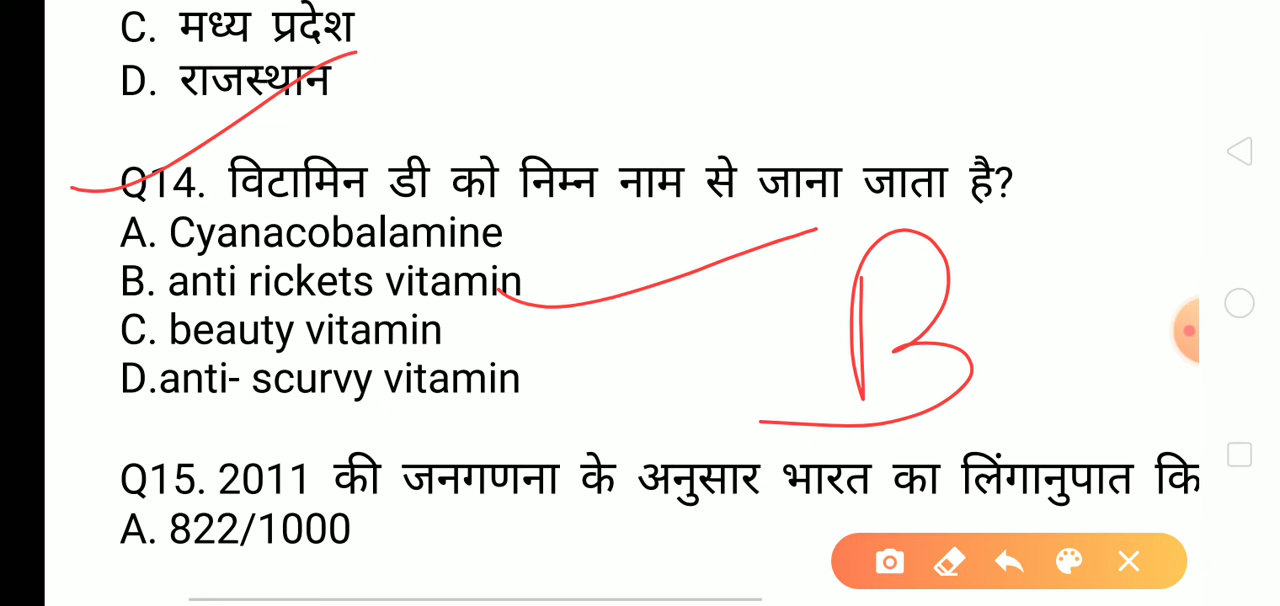 C. मध्य प्रदेश
D. राजस्थान
Q14. विटामिन डी को निम्न नाम से जाना जाता है?
A. Cyanacobalamine
B. anti rickets vitamin
C. beauty vitamin
D.anti- scurvy vitamin
B
Q15. 2011 की जनगणना के अनुसार भारत का लिंगानुपात कि
A. 822/1000